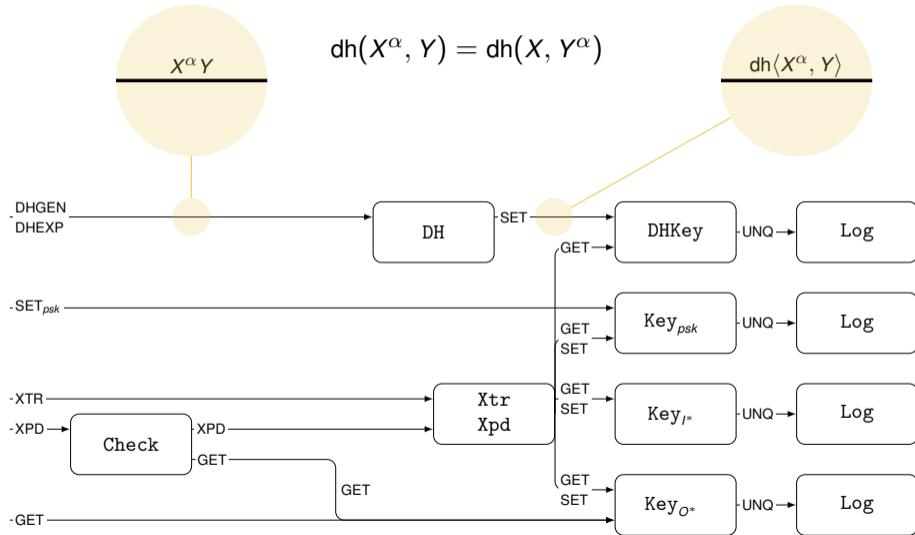 dh(X^α, Y) = dh(X, Y^α)
X^α Y
dh⟨X^α, Y⟩
DHGEN
DHEXP
DH
SET
DHKey
UNQ
Log
GET
SET_psk
Key_psk
UNQ
Log
GET
SET
XTR
Xtr
Xpd
GET
SET
Key_I*
UNQ
Log
XPD
Check
XPD
GET
GET
GET
SET
Key_O*
UNQ
Log
GET